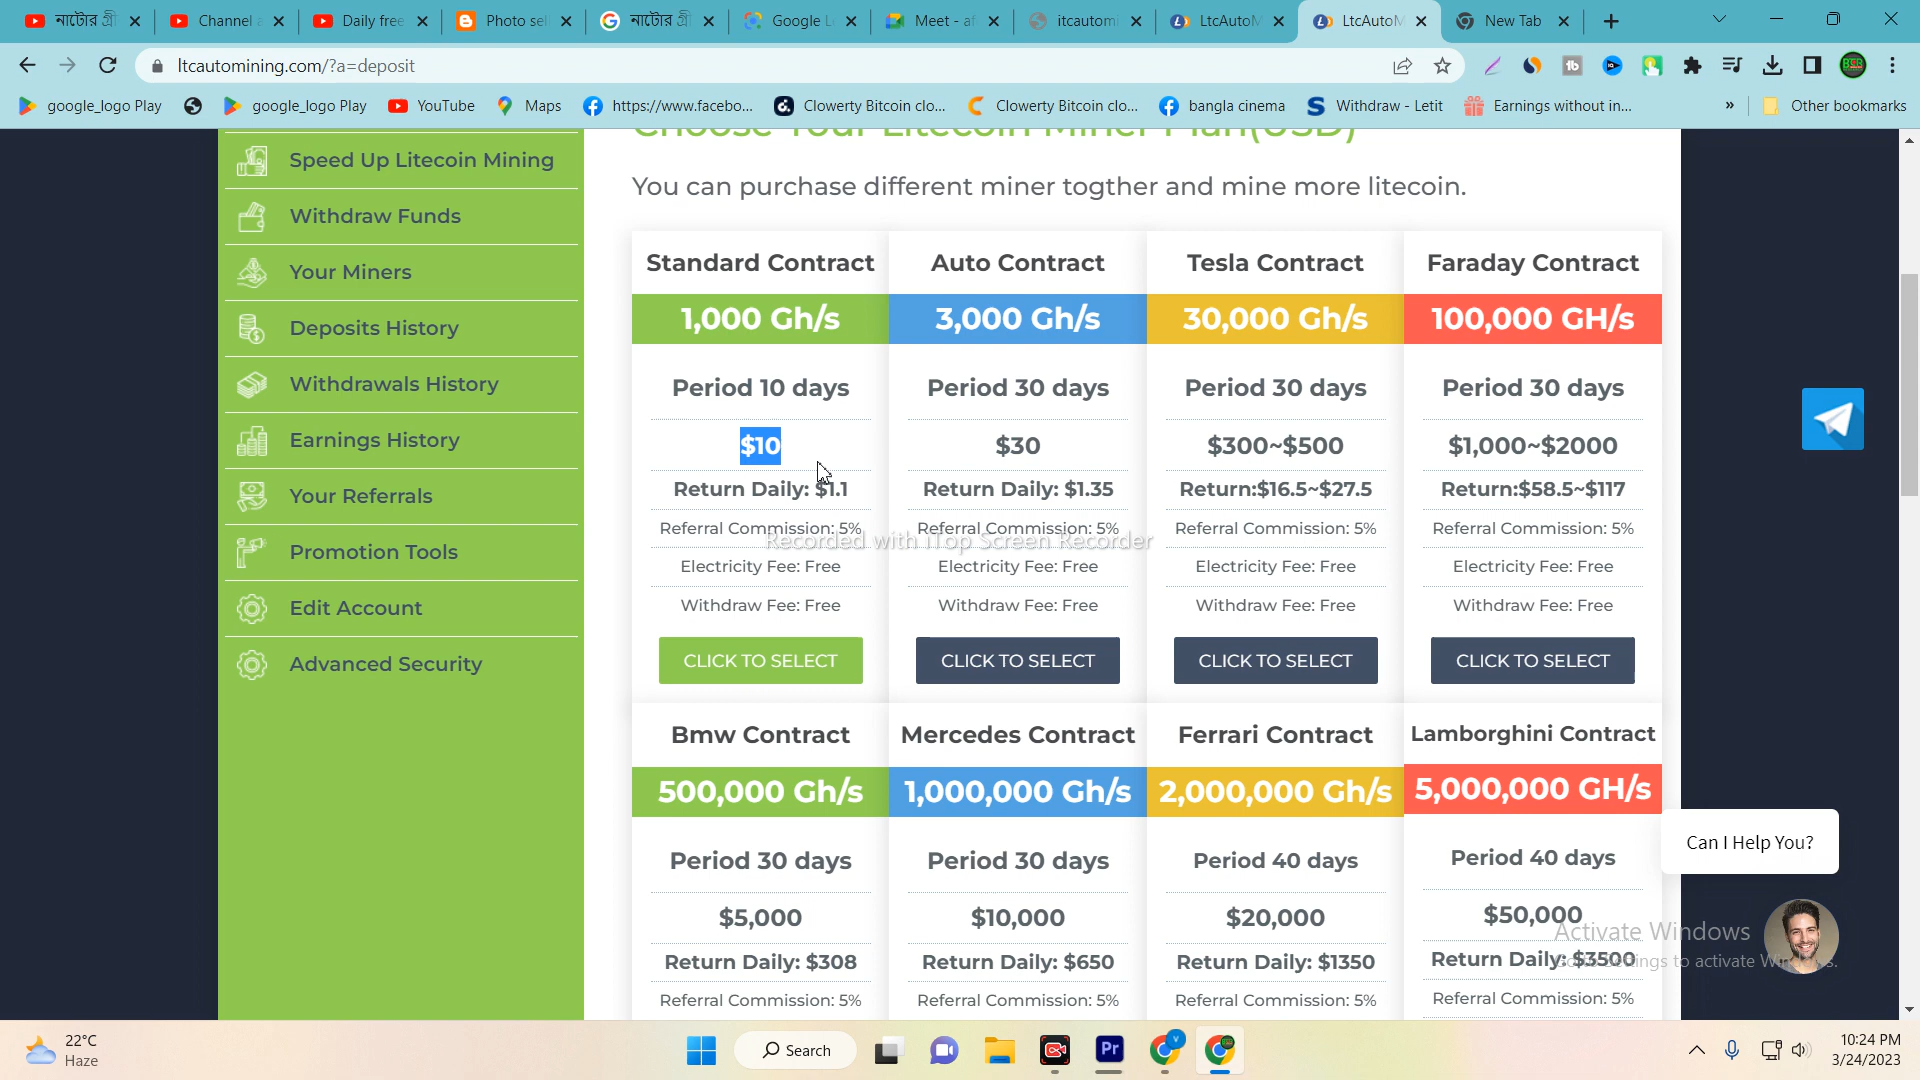 নাটোর শ্রী
Channel
Daily free
Photo sel
নাটোর শ্রী
Google L
Meet - a
itcautomi
LtcAutoM
LtcAutoM
New Tab
ltcautomining.com/?a=deposit
google_logo Play
google_logo Play
YouTube
Maps
https://www.facebo...
Clowerty Bitcoin clo...
Clowerty Bitcoin clo...
bangla cinema
Withdraw - Letit
Earnings without in...
»
Other bookmarks
Speed Up Litecoin Mining
Withdraw Funds
Your Miners
Deposits History
Withdrawals History
Earnings History
Your Referrals
Promotion Tools
Edit Account
Advanced Security
Choose Your Litecoin Miner Plan(USD)
You can purchase different miner togther and mine more litecoin.
Standard Contract
1,000 Gh/s
Period 10 days
$10
Return Daily: $1.1
Referral Commission: 5%
Electricity Fee: Free
Withdraw Fee: Free
CLICK TO SELECT
Auto Contract
3,000 Gh/s
Period 30 days
$30
Return Daily: $1.35
Referral Commission: 5%
Electricity Fee: Free
Withdraw Fee: Free
CLICK TO SELECT
Tesla Contract
30,000 Gh/s
Period 30 days
$300~$500
Return:$16.5~$27.5
Referral Commission: 5%
Electricity Fee: Free
Withdraw Fee: Free
CLICK TO SELECT
Faraday Contract
100,000 GH/s
Period 30 days
$1,000~$2000
Return:$58.5~$117
Referral Commission: 5%
Electricity Fee: Free
Withdraw Fee: Free
CLICK TO SELECT
Recorded with iTop Screen Recorder
Bmw Contract
500,000 Gh/s
Period 30 days
$5,000
Return Daily: $308
Referral Commission: 5%
Mercedes Contract
1,000,000 Gh/s
Period 30 days
$10,000
Return Daily: $650
Referral Commission: 5%
Ferrari Contract
2,000,000 Gh/s
Period 40 days
$20,000
Return Daily: $1350
Referral Commission: 5%
Lamborghini Contract
5,000,000 GH/s
Period 40 days
$50,000
Return Daily: $3500
Referral Commission: 5%
Can I Help You?
Activate Windows
Go to Settings to activate Windows.
22°C
Haze
Search
10:24 PM
3/24/2023